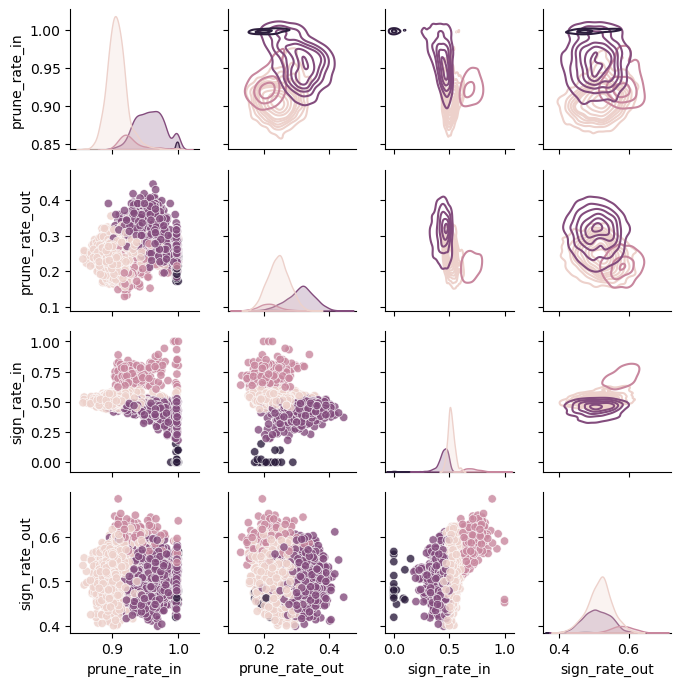 prune_rate_in
1.00
0.95
0.90
0.85
prune_rate_out
0.4
0.3
0.2
0.1
sign_rate_in
1.00
0.75
0.50
0.25
0.00
sign_rate_out
0.6
0.5
0.4
0.9 1.0 0.2 0.4 0.0 0.5 1.0 0.4 0.6
prune_rate_in prune_rate_out sign_rate_in sign_rate_out